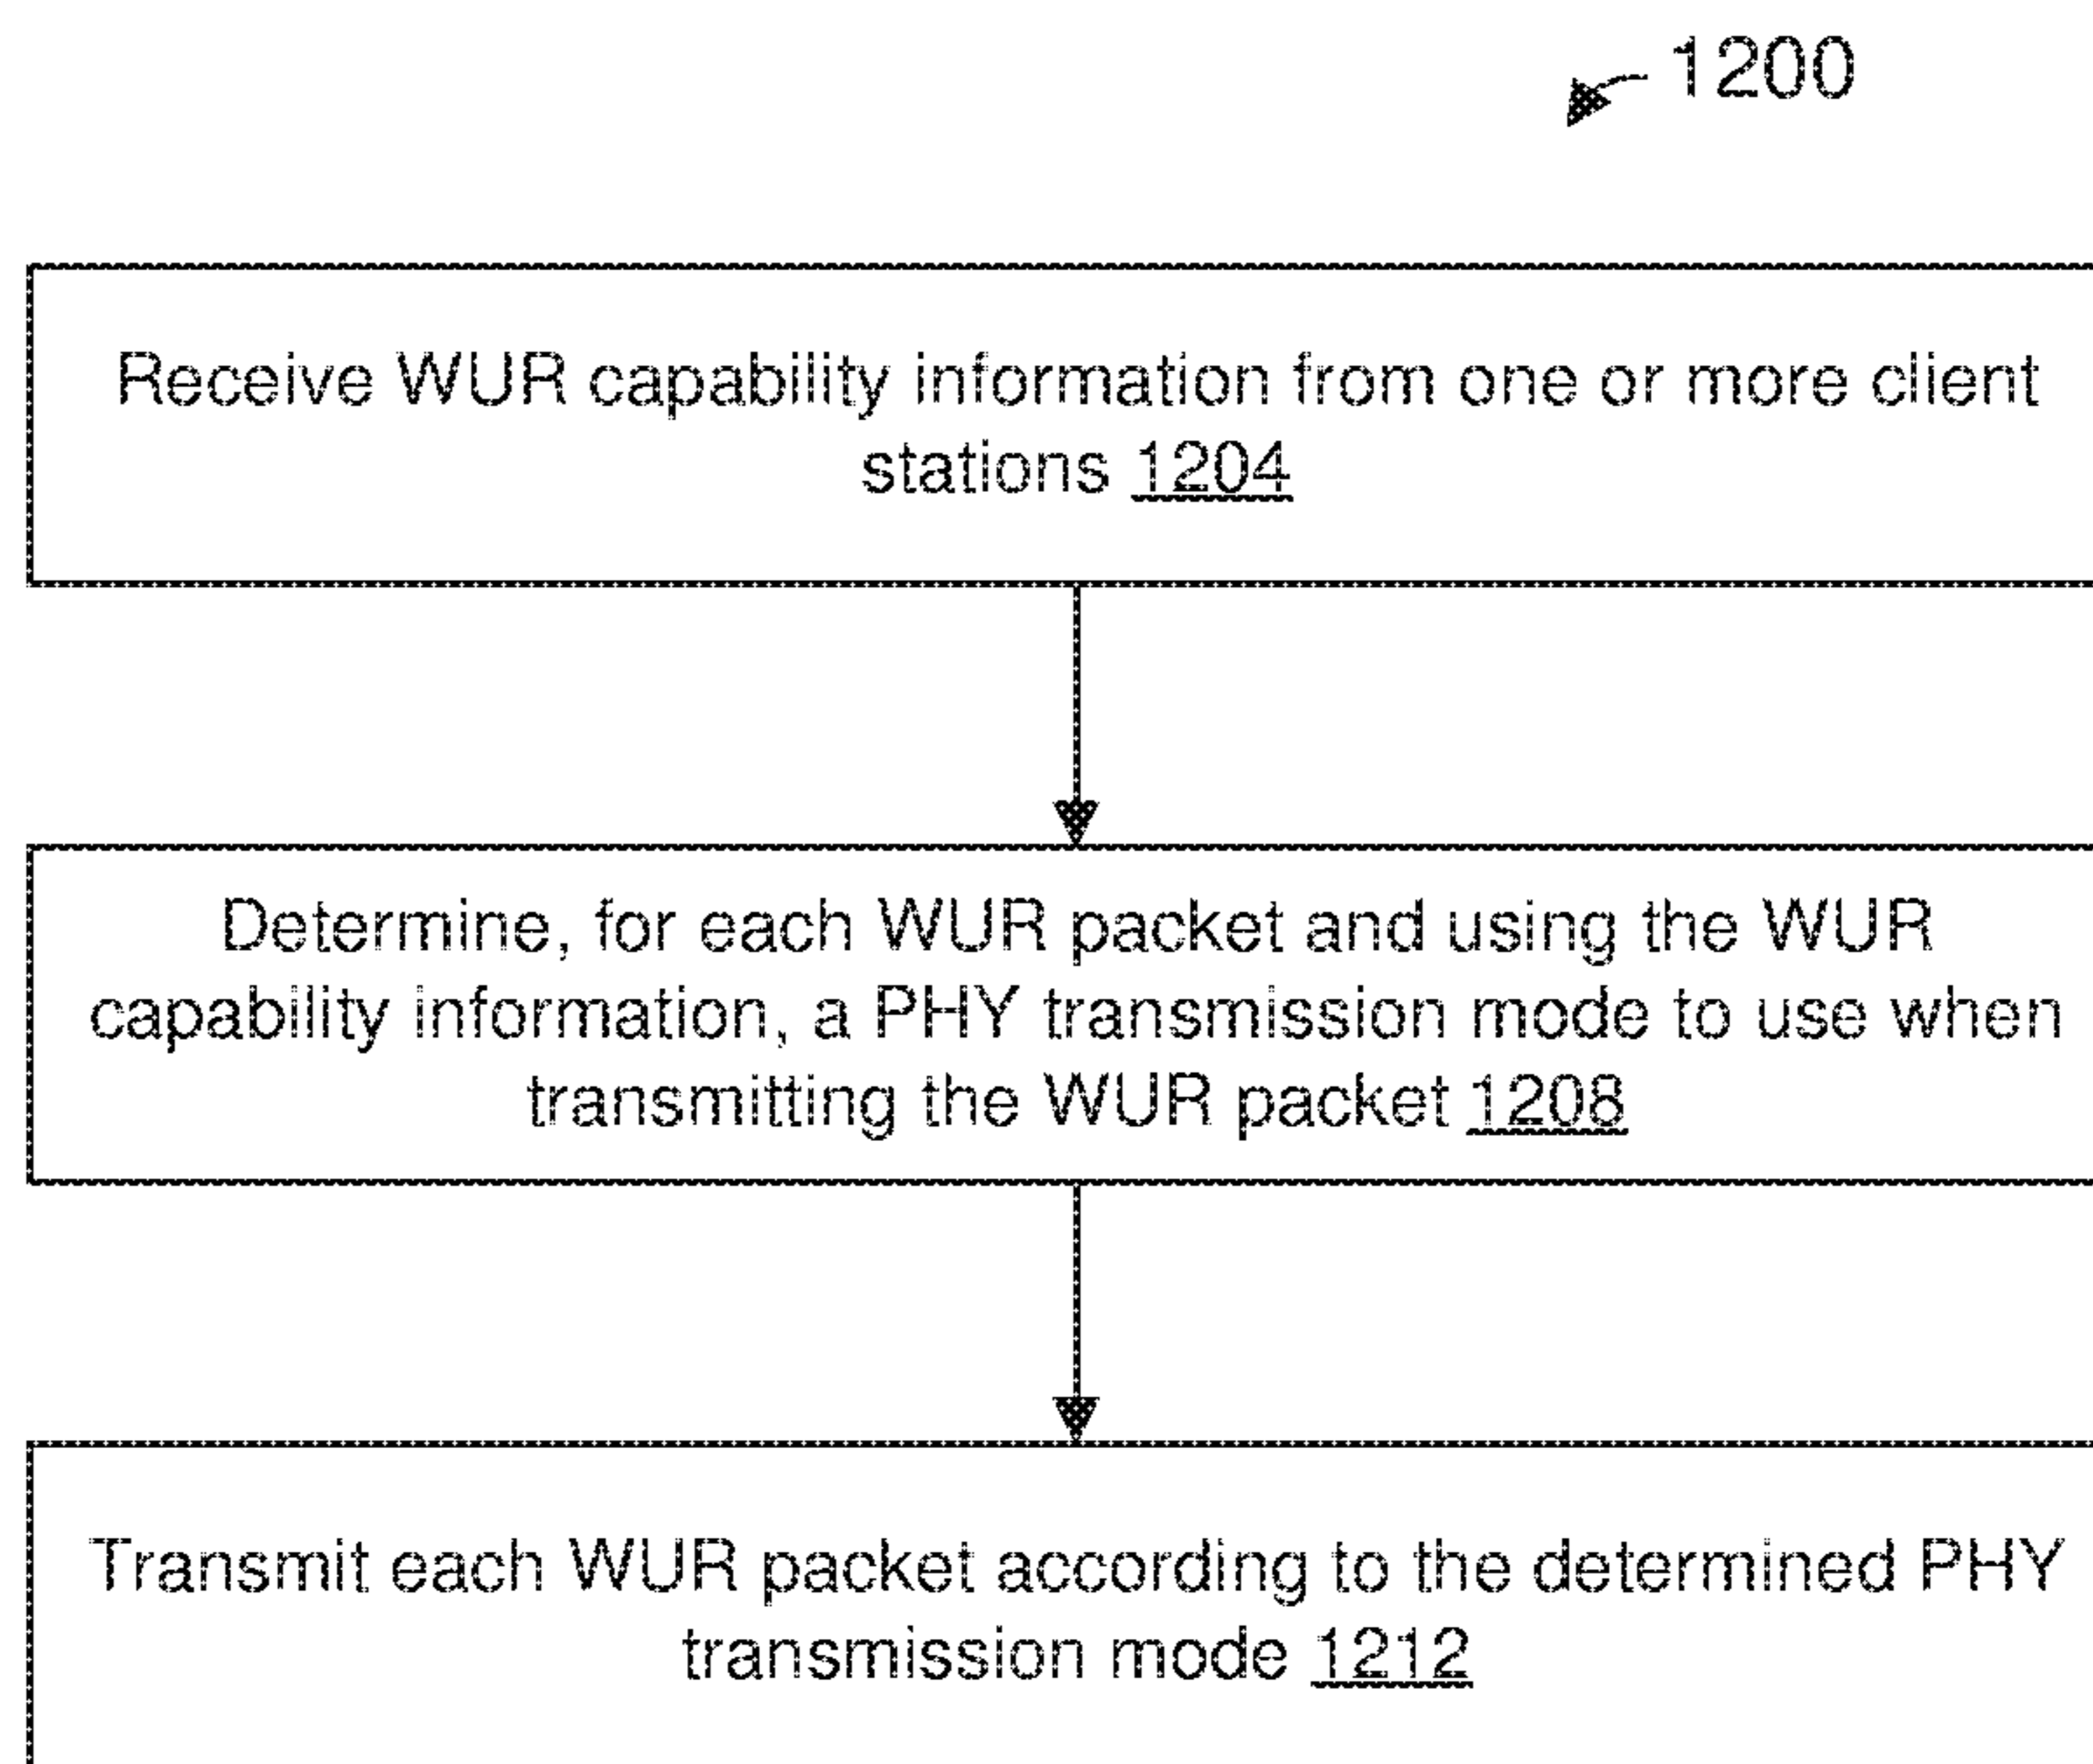 1200
Receive WUR capability information from one or more client
stations 1204
Determine, for each WUR packet and using the WUR
capability information, a PHY transmission mode to use when
transmitting the WUR packet 1208
Transmit each WUR packet according to the determined PHY
transmission mode 1212